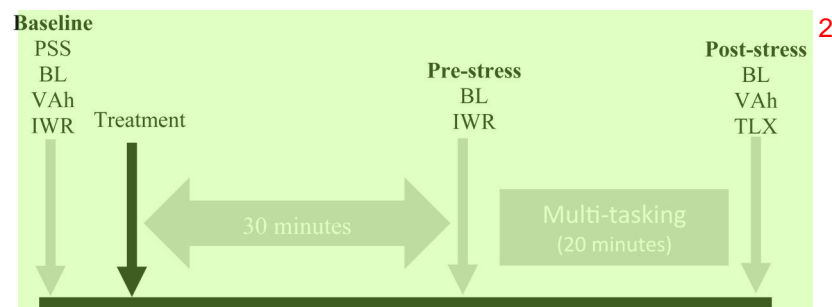 Baseline
PSS
BL
VAh
IWR
Treatment
30 minutes
Pre-stress
BL
IWR
Multi-tasking
(20 minutes)
Post-stress
BL
VAh
TLX
2